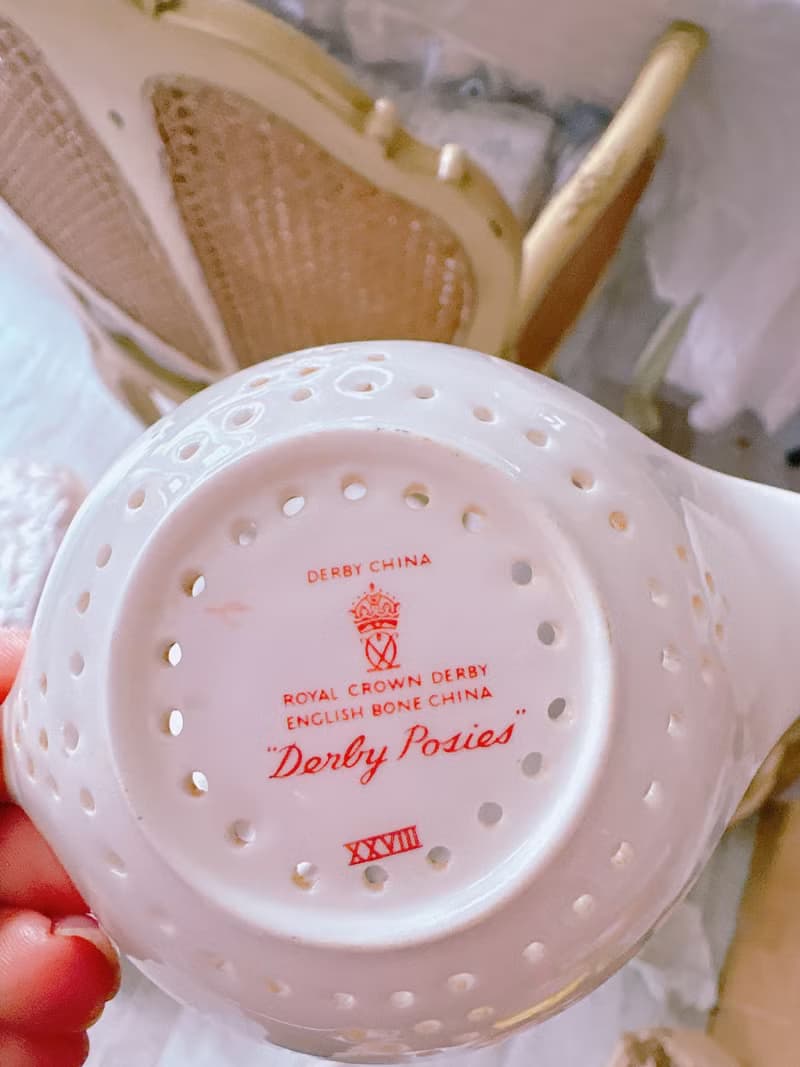 DERBY CHINA
ROYAL CROWN DERBY
ENGLISH BONE CHINA
"Derby Posies"
XXVIII